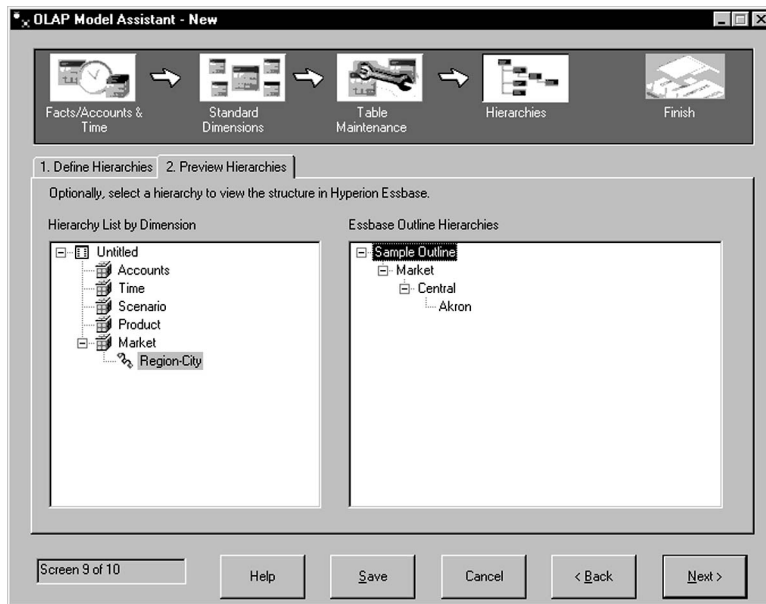 OLAP Model Assistant - New
Facts/Accounts & Time
Standard Dimensions
Table Maintenance
Hierarchies
Finish
1. Define Hierarchies
2. Preview Hierarchies
Optionally, select a hierarchy to view the structure in Hyperion Essbase.
Hierarchy List by Dimension
Untitled
Accounts
Time
Scenario
Product
Market
Region-City
Essbase Outline Hierarchies
Sample Outline
Market
Central
Akron
Screen 9 of 10
Help
Save
Cancel
< Back
Next >